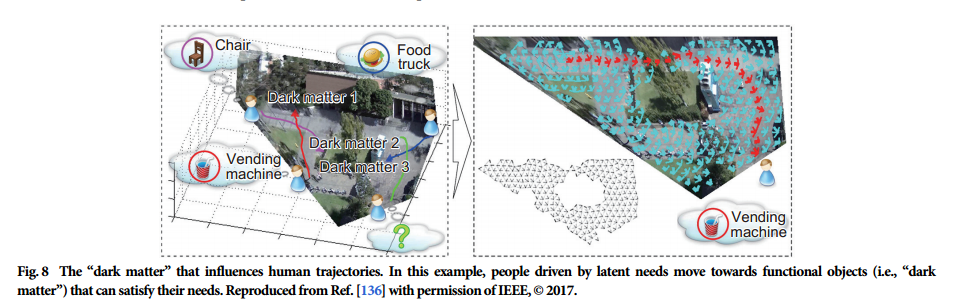 Chair
Food
truck
Dark matter 1
Dark matter 2
Dark matter 3
Vending
machine
?
Vending
machine
Fig. 8 The “dark matter” that influences human trajectories. In this example, people driven by latent needs move towards functional objects (i.e., “dark
matter”) that can satisfy their needs. Reproduced from Ref. [136] with permission of IEEE, © 2017.